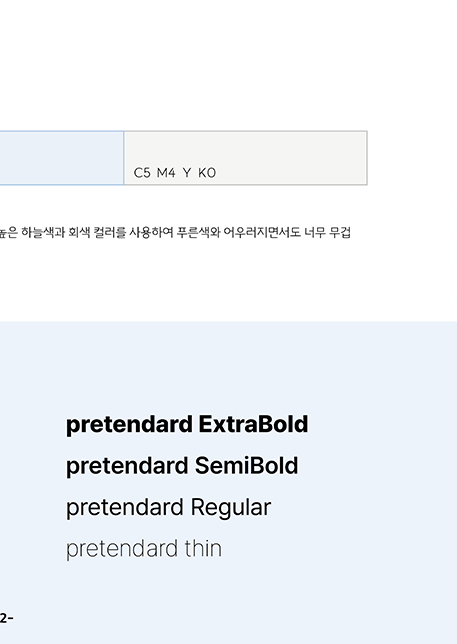 C5 M4 Y K0
높은 하늘색과 회색 컬러를 사용하여 푸른색와 어우러지면서도 너무 무겁
pretendard ExtraBold
pretendard SemiBold
pretendard Regular
pretendard thin
2-